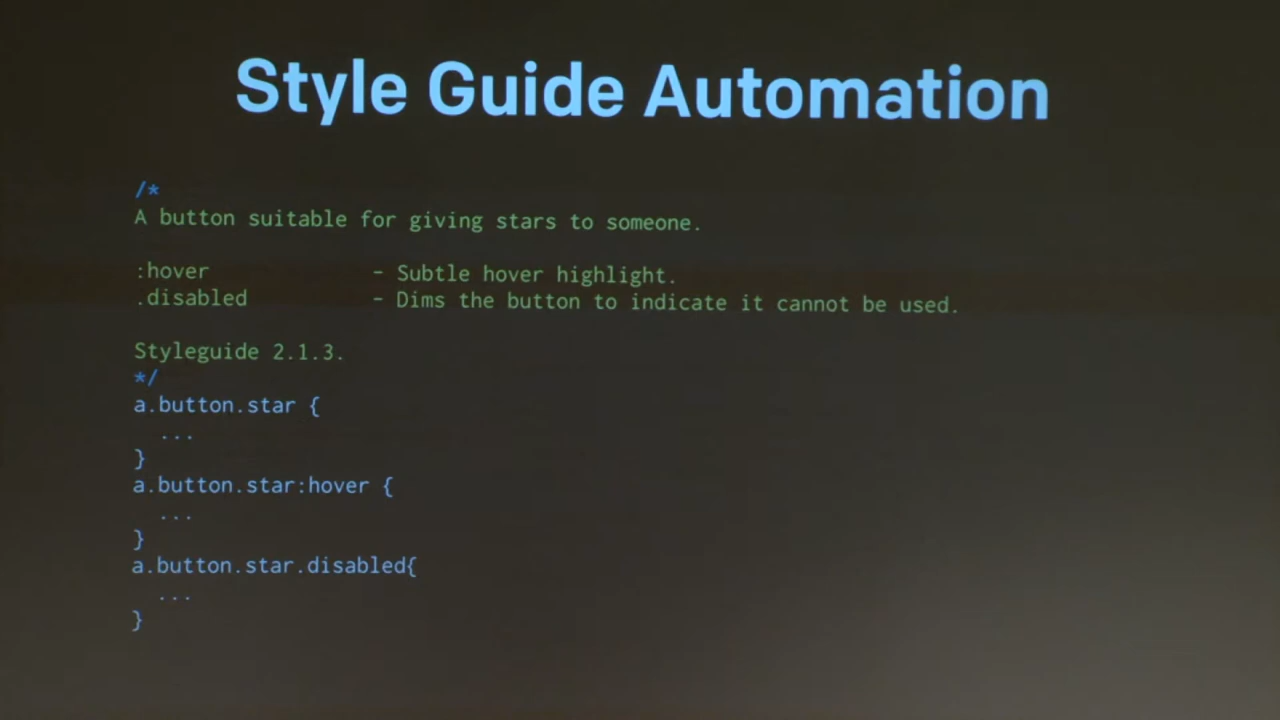 Style Guide Automation
/*
A button suitable for giving stars to someone.
:hover - Subtle hover highlight.
.disabled - Dims the button to indicate it cannot be used.
Styleguide 2.1.3.
*/
a.button.star {
...
}
a.button.star:hover {
...
}
a.button.star.disabled{
...
}